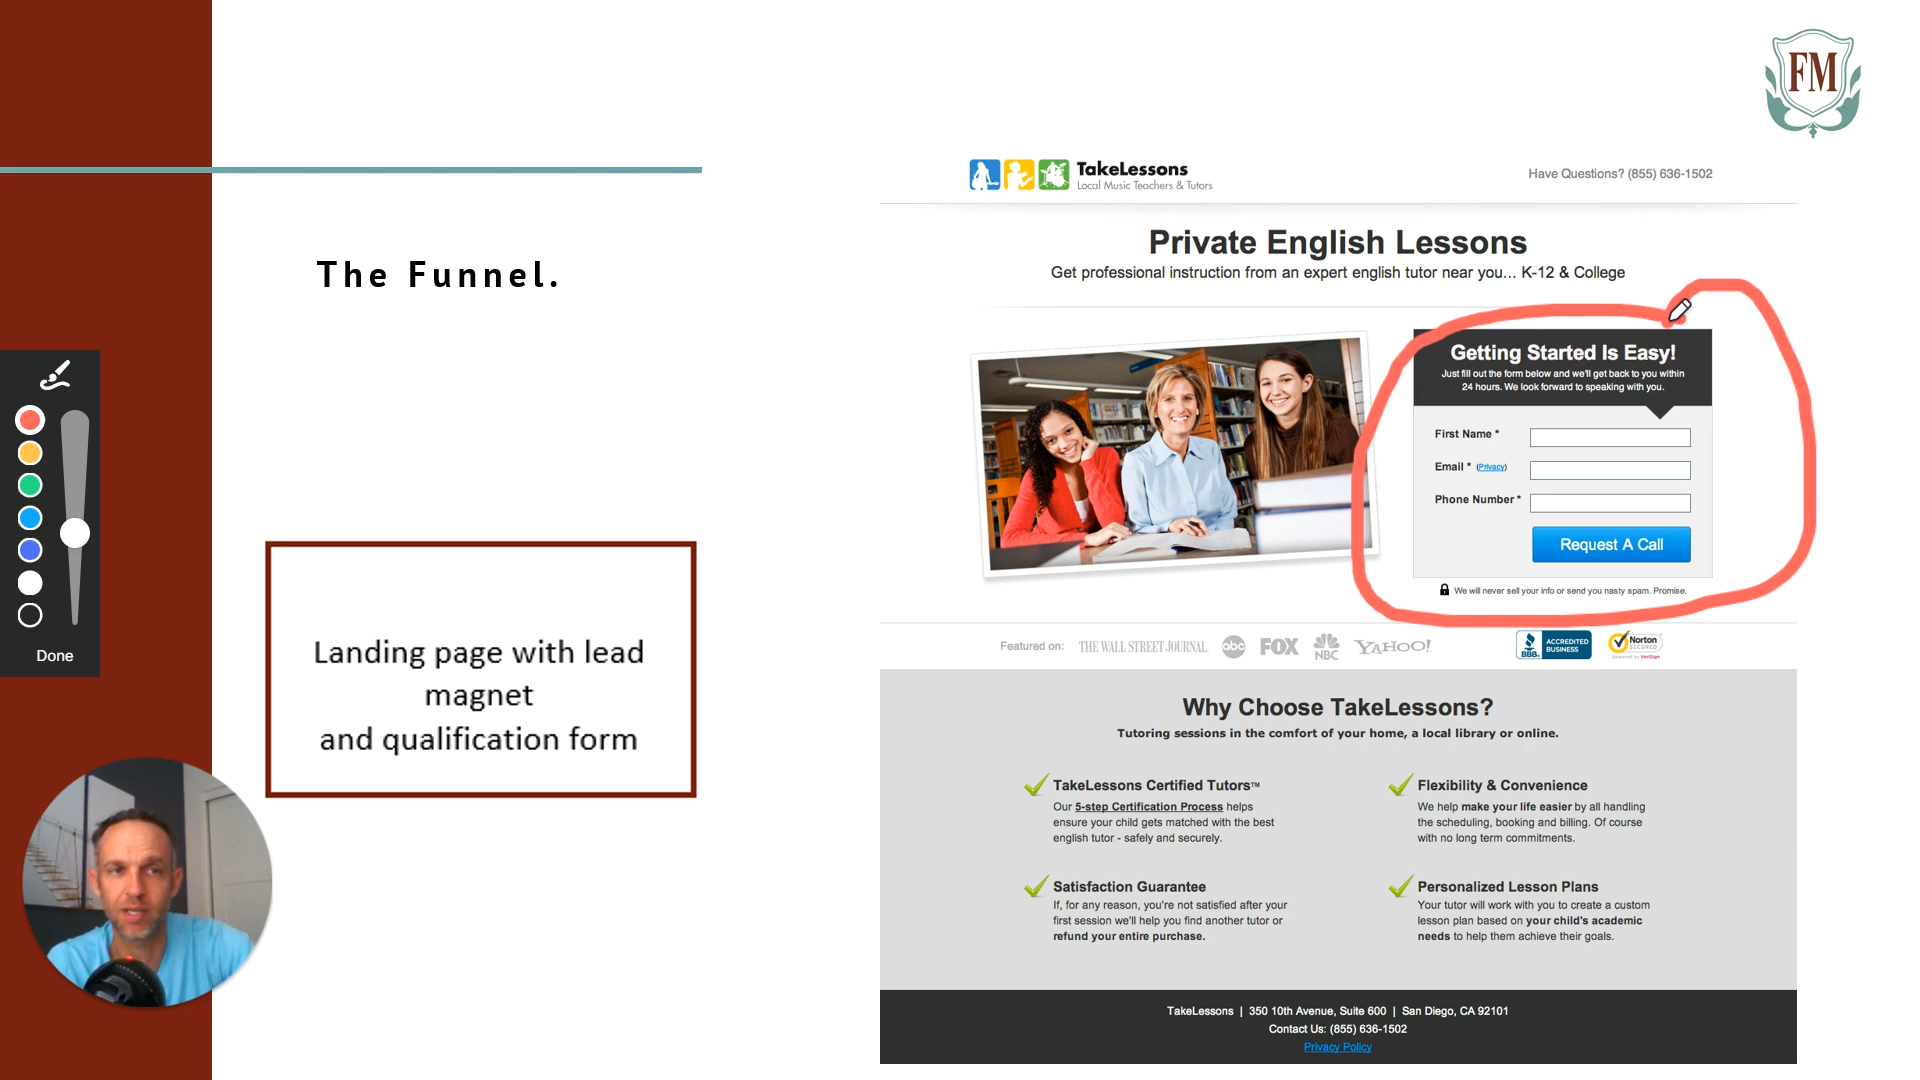 FM
The Funnel.
Landing page with lead
magnet
and qualification form
Done
TakeLessons
Local Music Teachers & Tutors
Have Questions? (855) 636-1502
Private English Lessons
Get professional instruction from an expert english tutor near you... K-12 & College
Getting Started Is Easy!
Just fill out the form below and we'll get back to you within
24 hours. We look forward to speaking with you.
First Name *
Email * (Privacy)
Phone Number *
Request A Call
We will never sell your info or send you nasty spam. Promise.
Featured on: THE WALL STREET JOURNAL. abc FOX NBC YAHOO!
BBB. ACCREDITED BUSINESS
Norton
SECURED
powered by VeriSign
Why Choose TakeLessons?
Tutoring sessions in the comfort of your home, a local library or online.
TakeLessons Certified Tutors™
Our 5-step Certification Process helps
ensure your child gets matched with the best
english tutor - safely and securely.
Flexibility & Convenience
We help make your life easier by all handling
the scheduling, booking and billing. Of course
with no long term commitments.
Satisfaction Guarantee
If, for any reason, you're not satisfied after your
first session we'll help you find another tutor or
refund your entire purchase.
Personalized Lesson Plans
Your tutor will work with you to create a custom
lesson plan based on your child's academic
needs to help them achieve their goals.
TakeLessons | 350 10th Avenue, Suite 600 | San Diego, CA 92101
Contact Us: (855) 636-1502
Privacy Policy